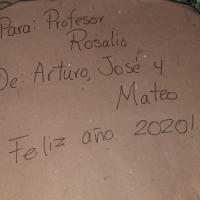 Para: Profesor
Rosalio
De: Arturo, José y
Mateo
Feliz año 2020!